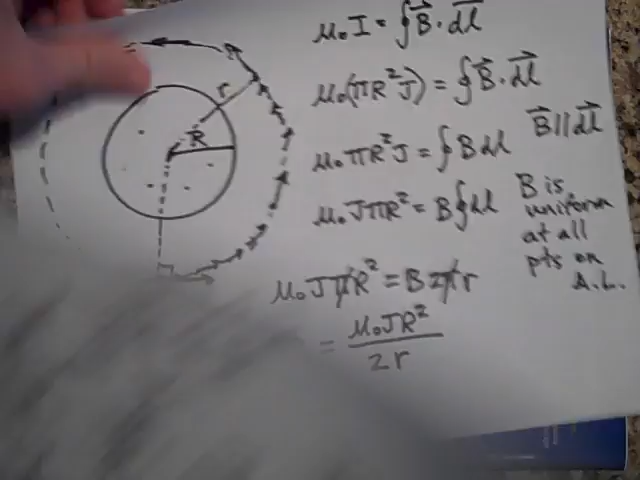 μ₀I = ∮B⃗·dl⃗
μ₀(πR²J) = ∮B⃗·dl⃗
μ₀πR²J = ∮Bdl B⃗ // dl⃗
μ₀JπR² = B∮dl
B is
uniform
at all
pts on
A.L.
μ₀JπR² = B2πr
= μ₀JR²/2r
r
R